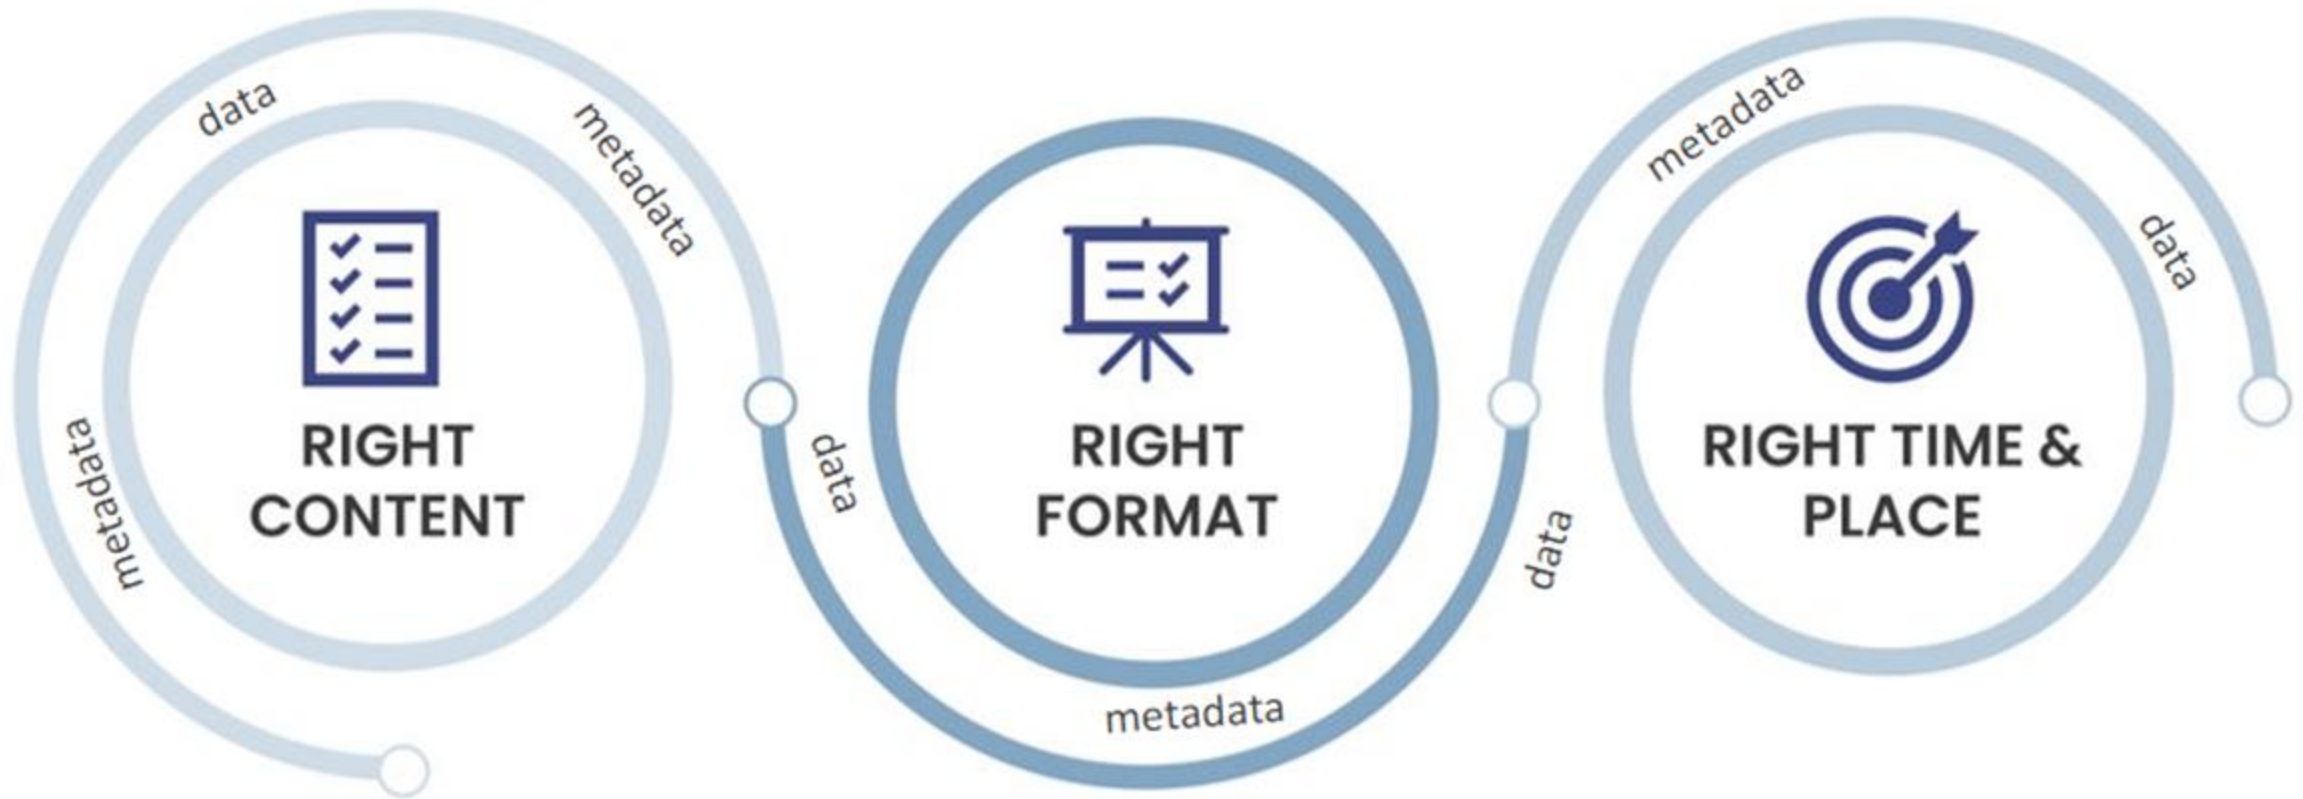 data
metadata
metadata
RIGHT
CONTENT
data
RIGHT
FORMAT
metadata
data
metadata
data
RIGHT TIME &
PLACE